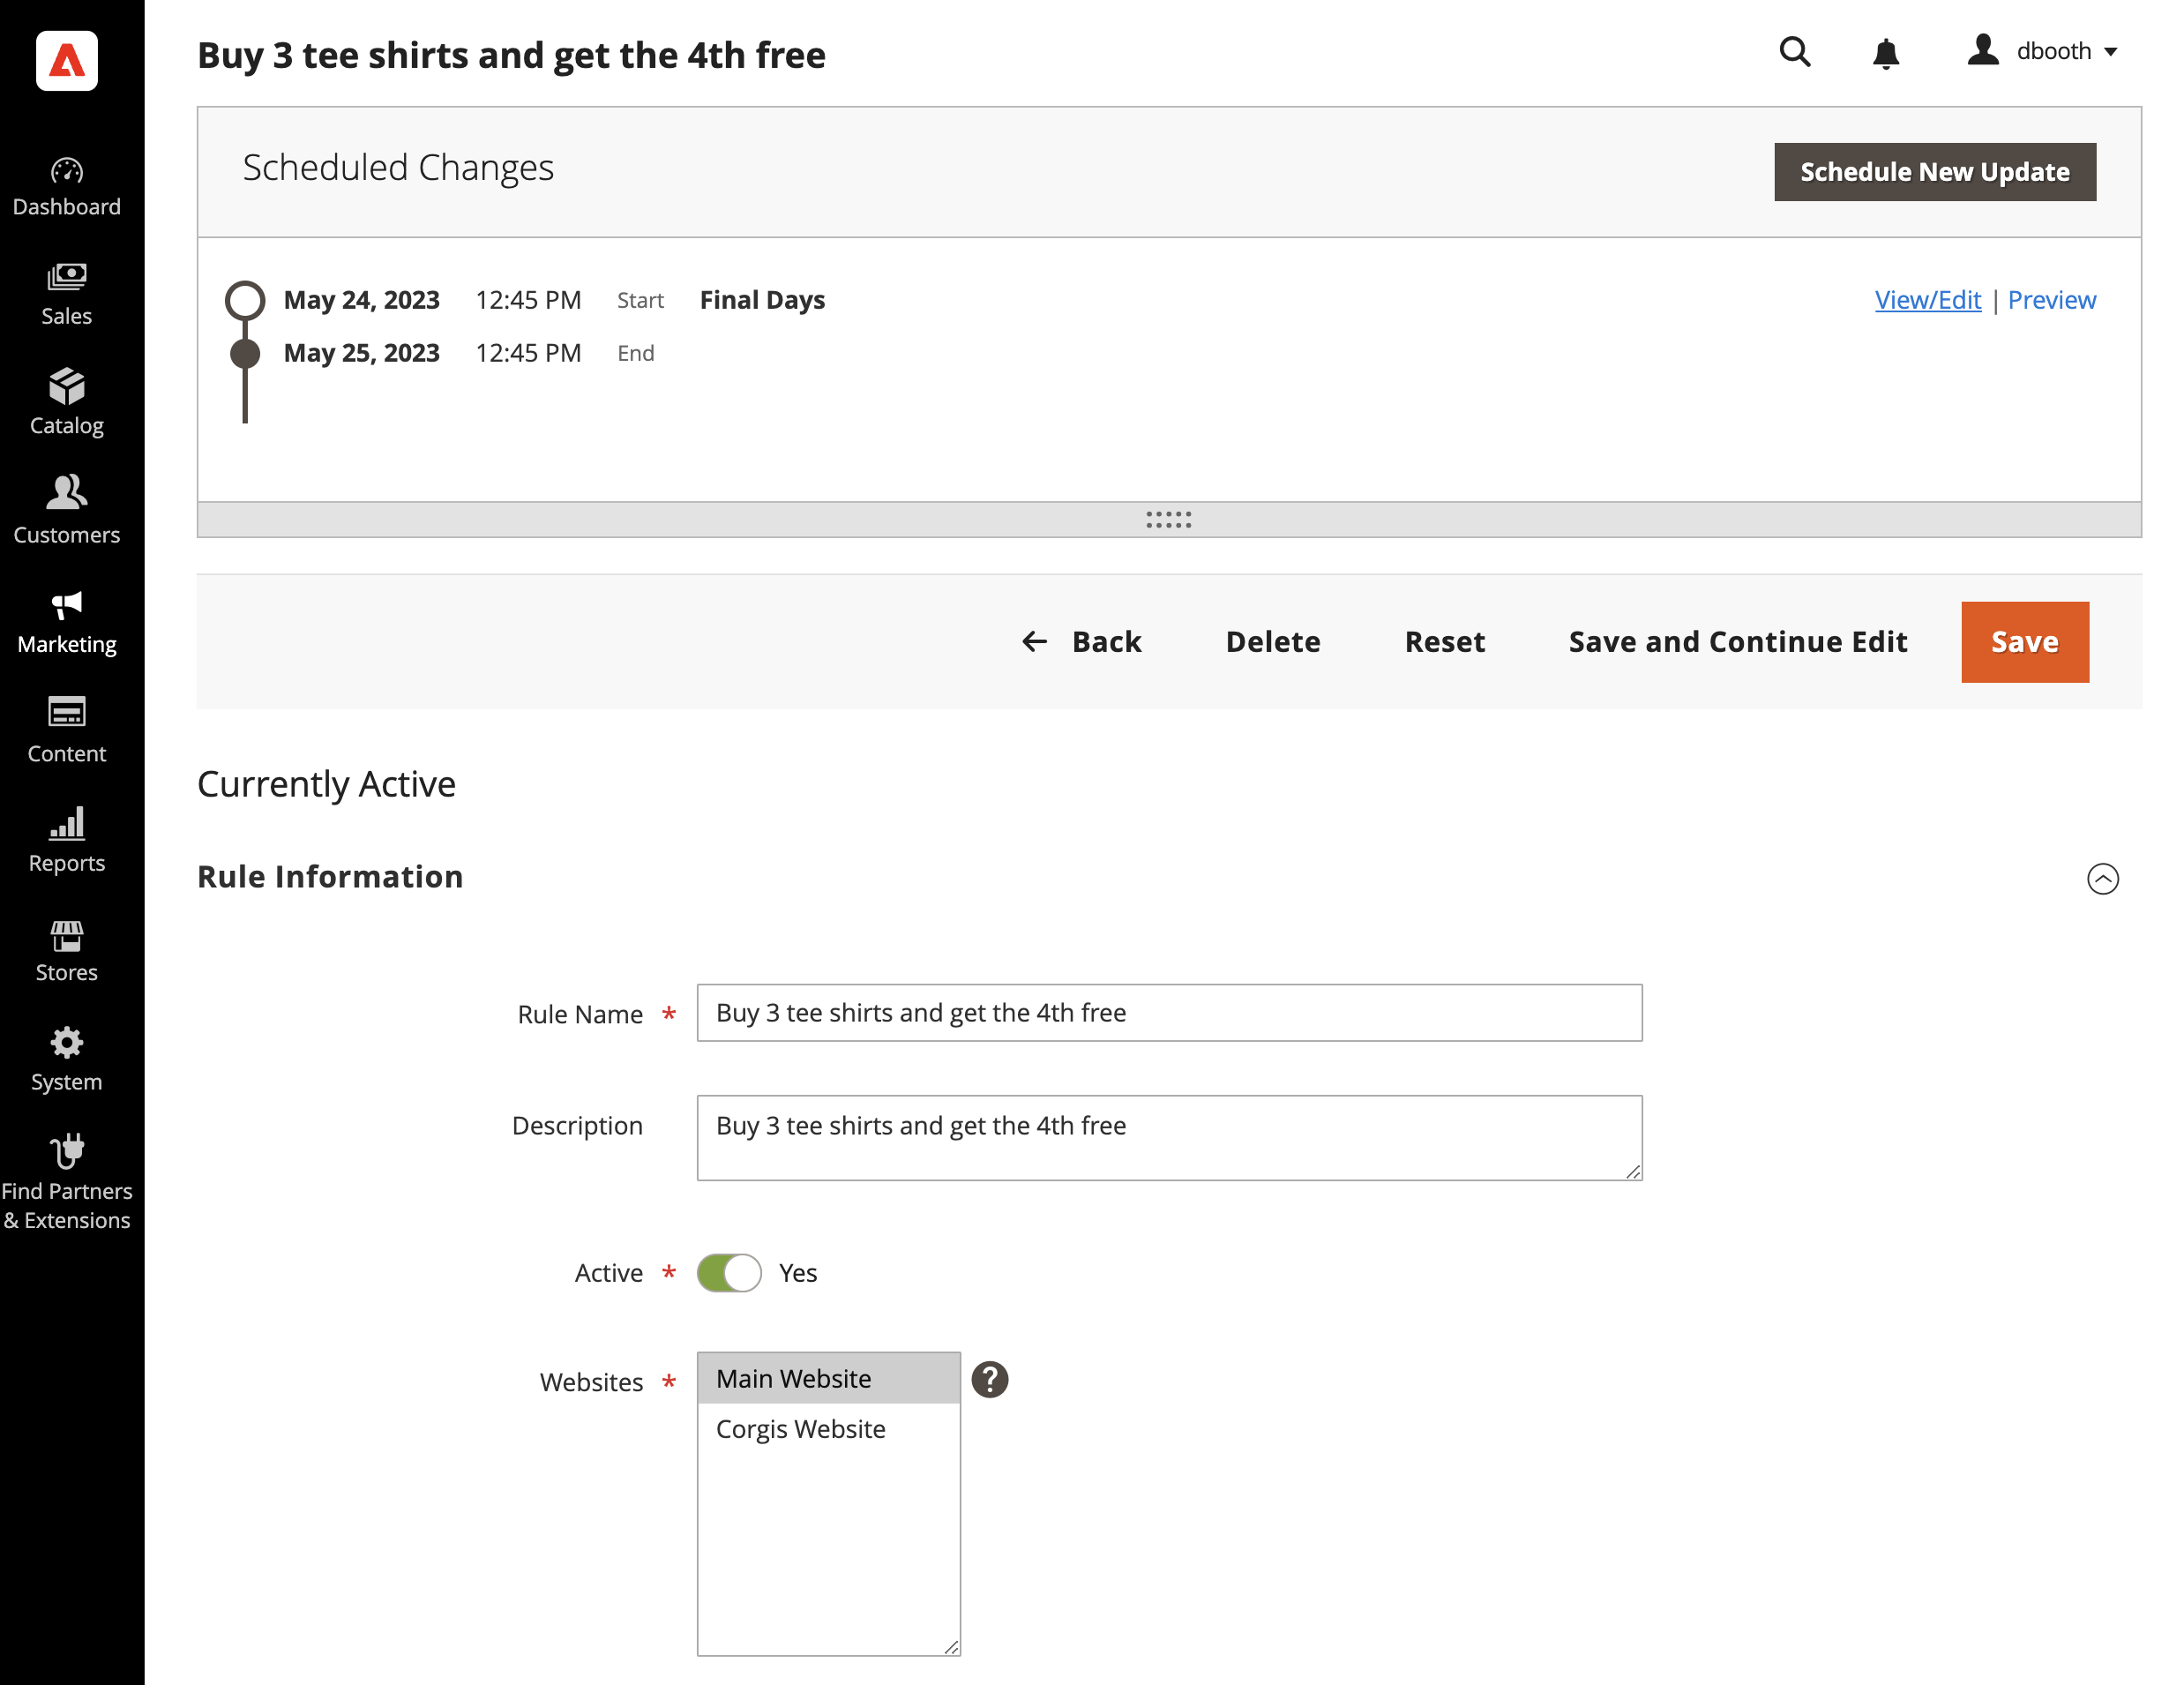 Buy 3 tee shirts and get the 4th free
dbooth
Dashboard
Sales
Catalog
Customers
Marketing
Content
Reports
Stores
System
Find Partners
& Extensions
Scheduled Changes
Schedule New Update
May 24, 2023 12:45 PM Start Final Days View/Edit | Preview
May 25, 2023 12:45 PM End
Back Delete Reset Save and Continue Edit Save
Currently Active
Rule Information
Rule Name * Buy 3 tee shirts and get the 4th free
Description Buy 3 tee shirts and get the 4th free
Active * Yes
Websites * Main Website ?
Corgis Website